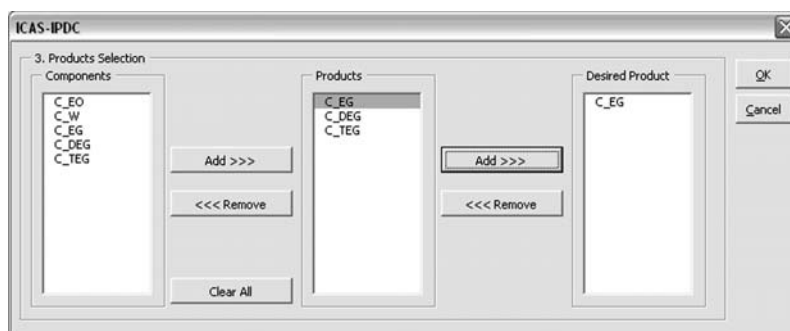 ICAS-IPDC
3. Products Selection
Components
Products
Desired Product
C_EO
C_W
C_EG
C_DEG
C_TEG
Add >>>
<<< Remove
Clear All
C_EG
C_DEG
C_TEG
Add >>>
<<< Remove
C_EG
OK
Cancel